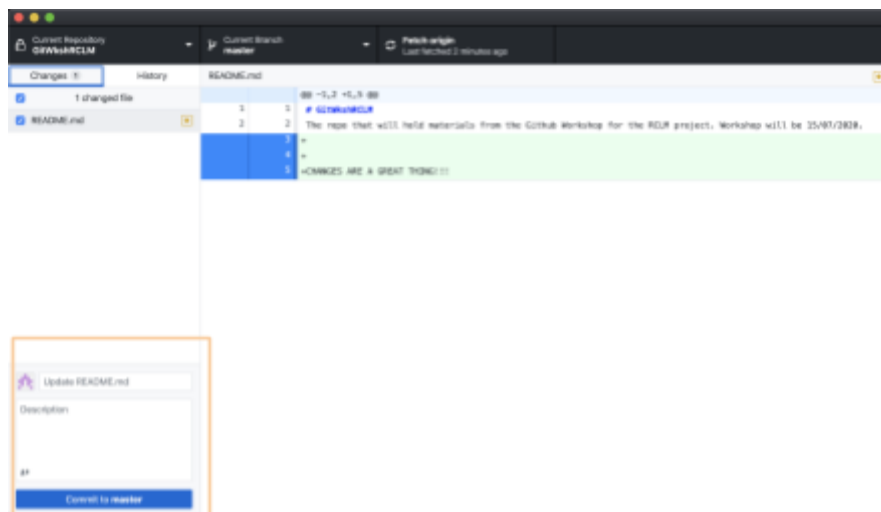 Current Repository
GitWkshRCLM
Current Branch
master
Fetch origin
Last fetched 2 minutes ago
Changes 1
History
README.md
1 changed file
README.md
@@ -1,2 +1,5 @@
1 1 # GitWkshRCLM
2 2 The repo that will hold materials from the Github Workshop for the RCLM project. Workshop will be 15/07/2020.
3 +
4 +
5 +CHANGES ARE A GREAT THING!!!
Update README.md
Description
Commit to master